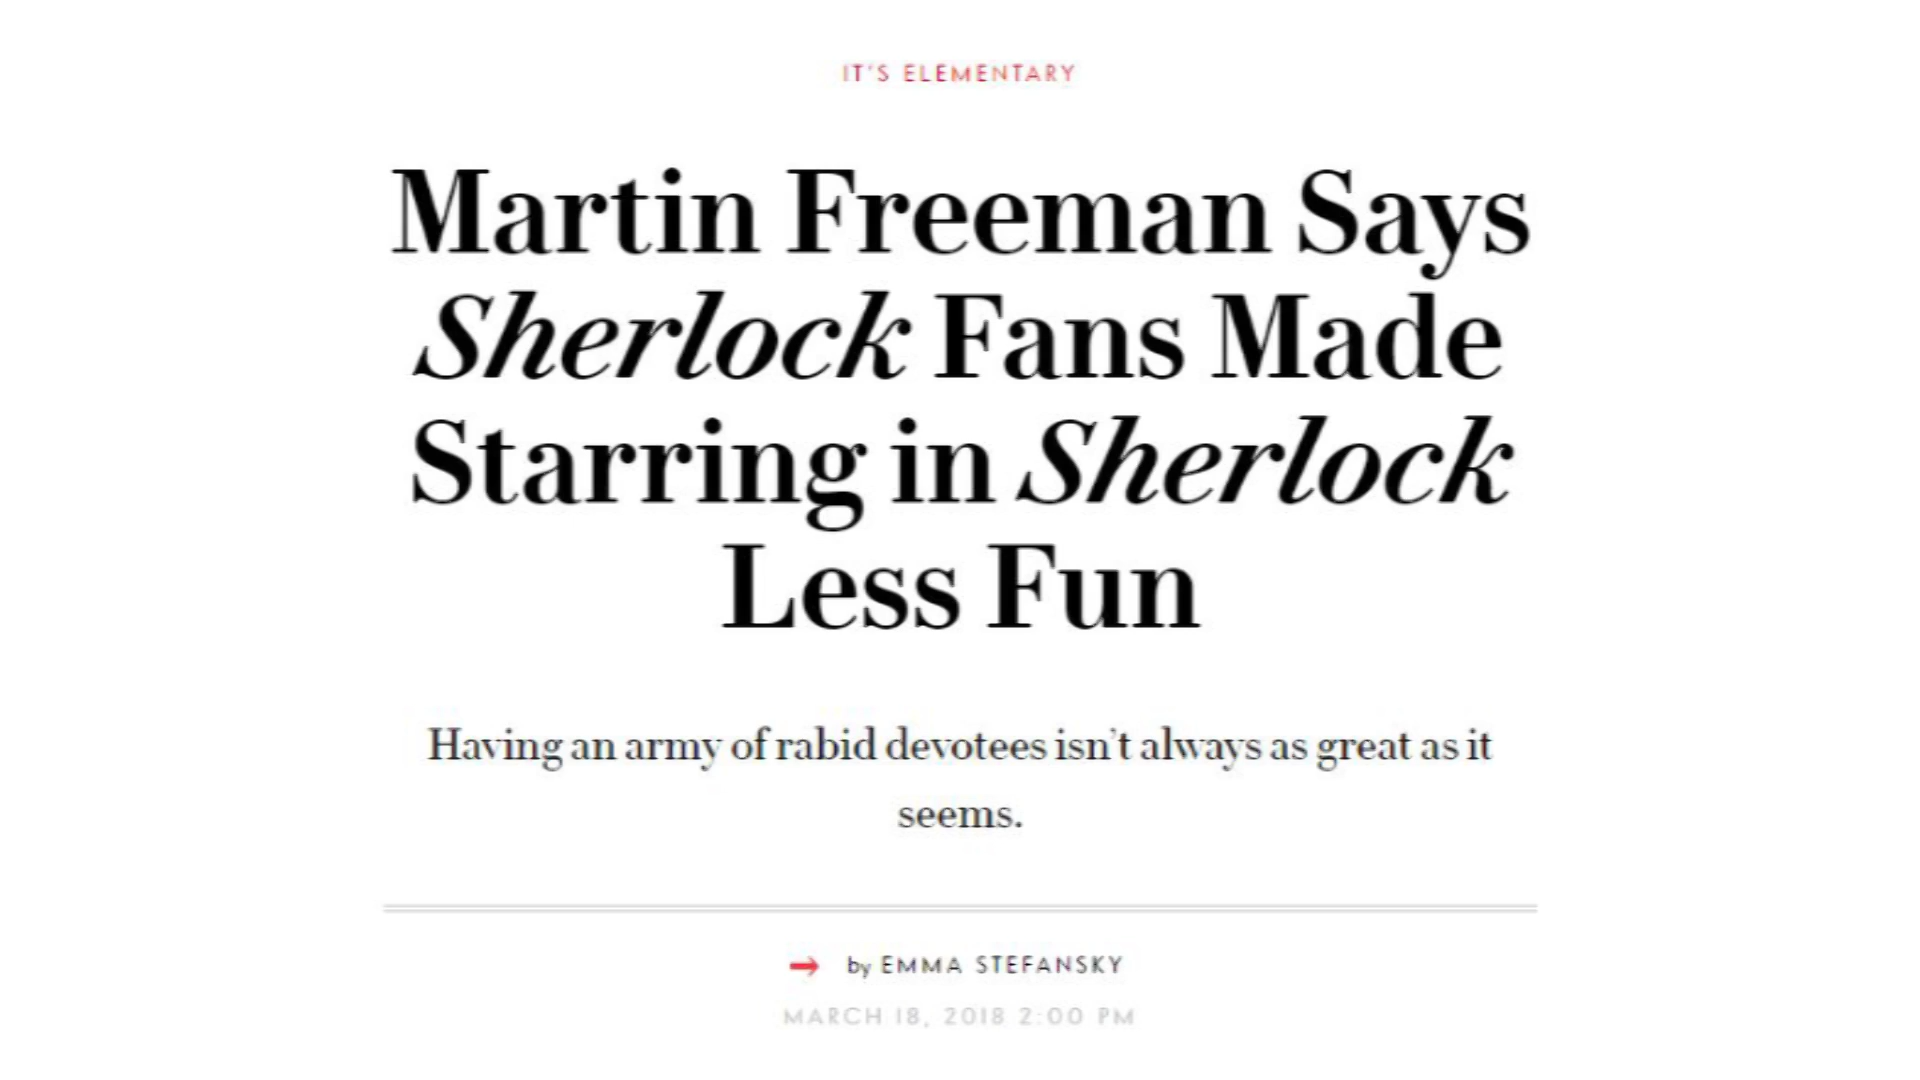 IT'S ELEMENTARY
Martin Freeman Says
Sherlock Fans Made
Starring in Sherlock
Less Fun
Having an army of rabid devotees isn't always as great as it
seems.
by EMMA STEFANSKY
MARCH 18, 2018 2:00 PM